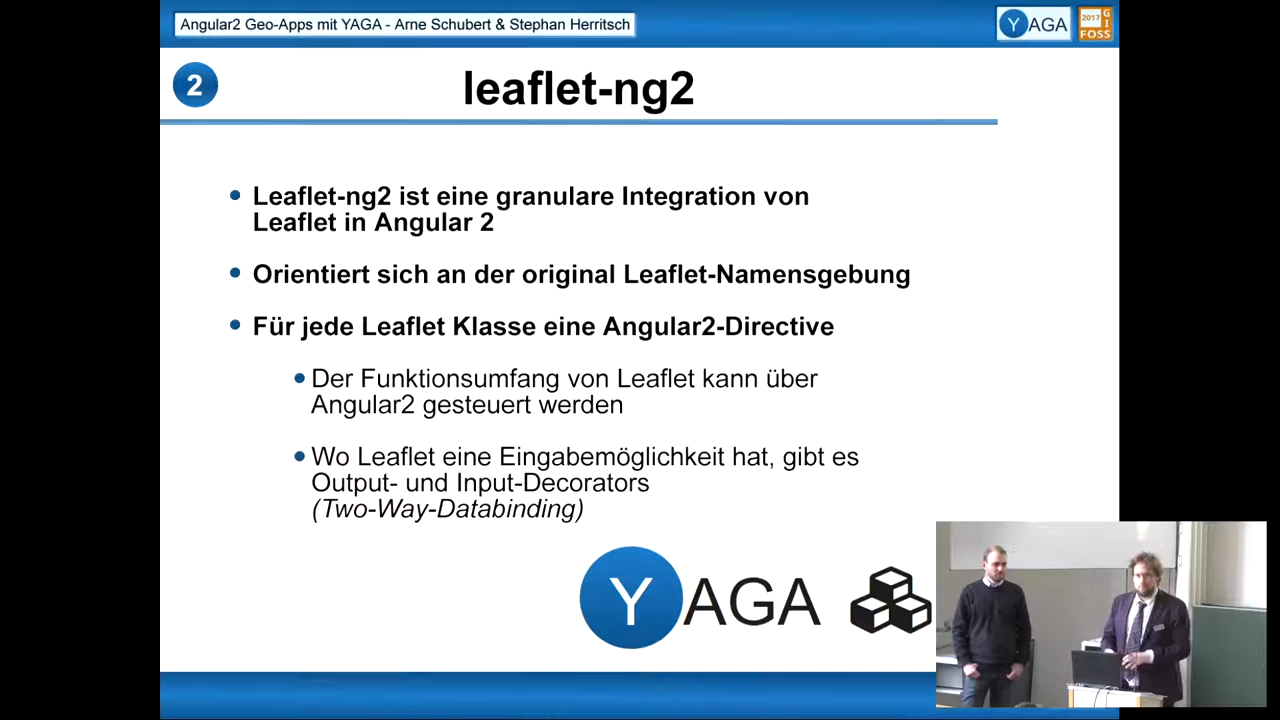 Angular2 Geo-Apps mit YAGA - Arne Schubert & Stephan Herritsch
YAGA
2017
GI
FOSS
2
leaflet-ng2
Leaflet-ng2 ist eine granulare Integration von
Leaflet in Angular 2
Orientiert sich an der original Leaflet-Namensgebung
Für jede Leaflet Klasse eine Angular2-Directive
Der Funktionsumfang von Leaflet kann über
Angular2 gesteuert werden
Wo Leaflet eine Eingabemöglichkeit hat, gibt es
Output- und Input-Decorators
(Two-Way-Databinding)
YAGA